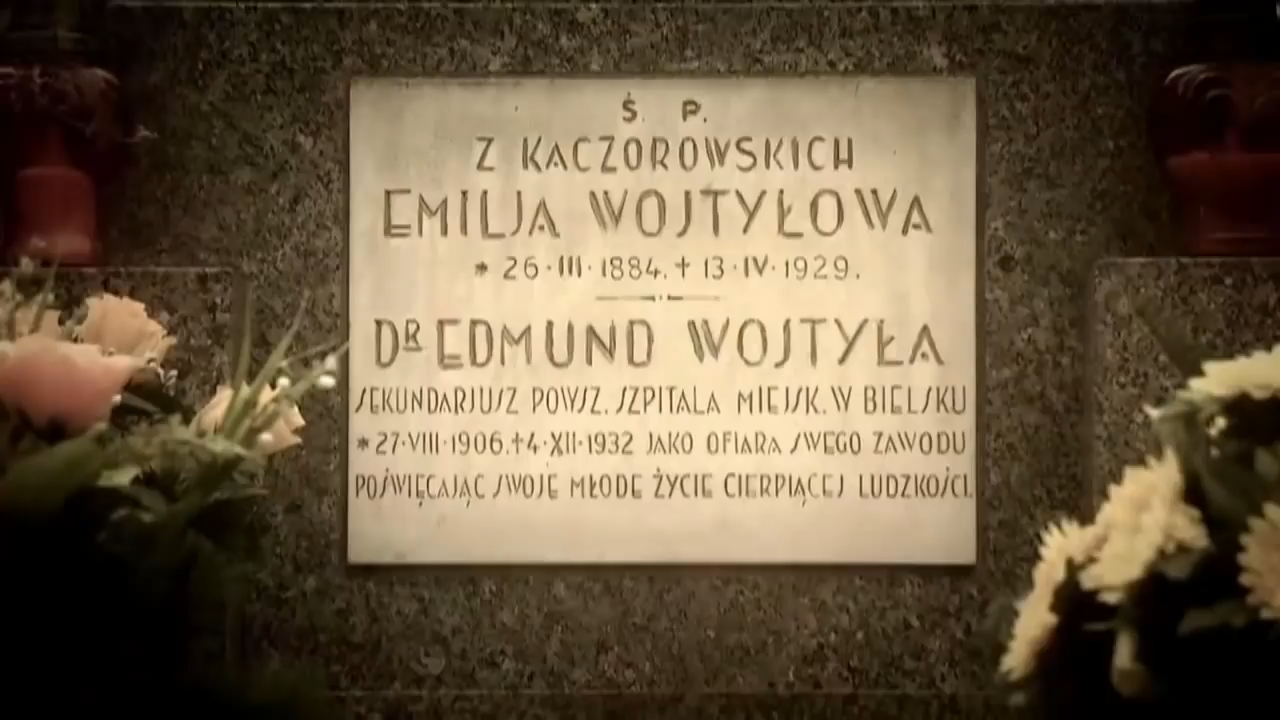 Ś. P.
Z KACZOROWSKICH
EMILJA WOJTYŁOWA
* 26·III·1884. ✝ 13·IV·1929.
DR EDMUND WOJTYŁA
SEKUNDARJUSZ POWSZ. SZPITALA MIEJSK. W BIELSKU
* 27·VIII·1906. ✝ 4·XII·1932 JAKO OFIARA SWEGO ZAWODU
POŚWIĘCAJĄC SWOJE MŁODE ŻYCIE CIERPIĄCEJ LUDZKOŚCI.